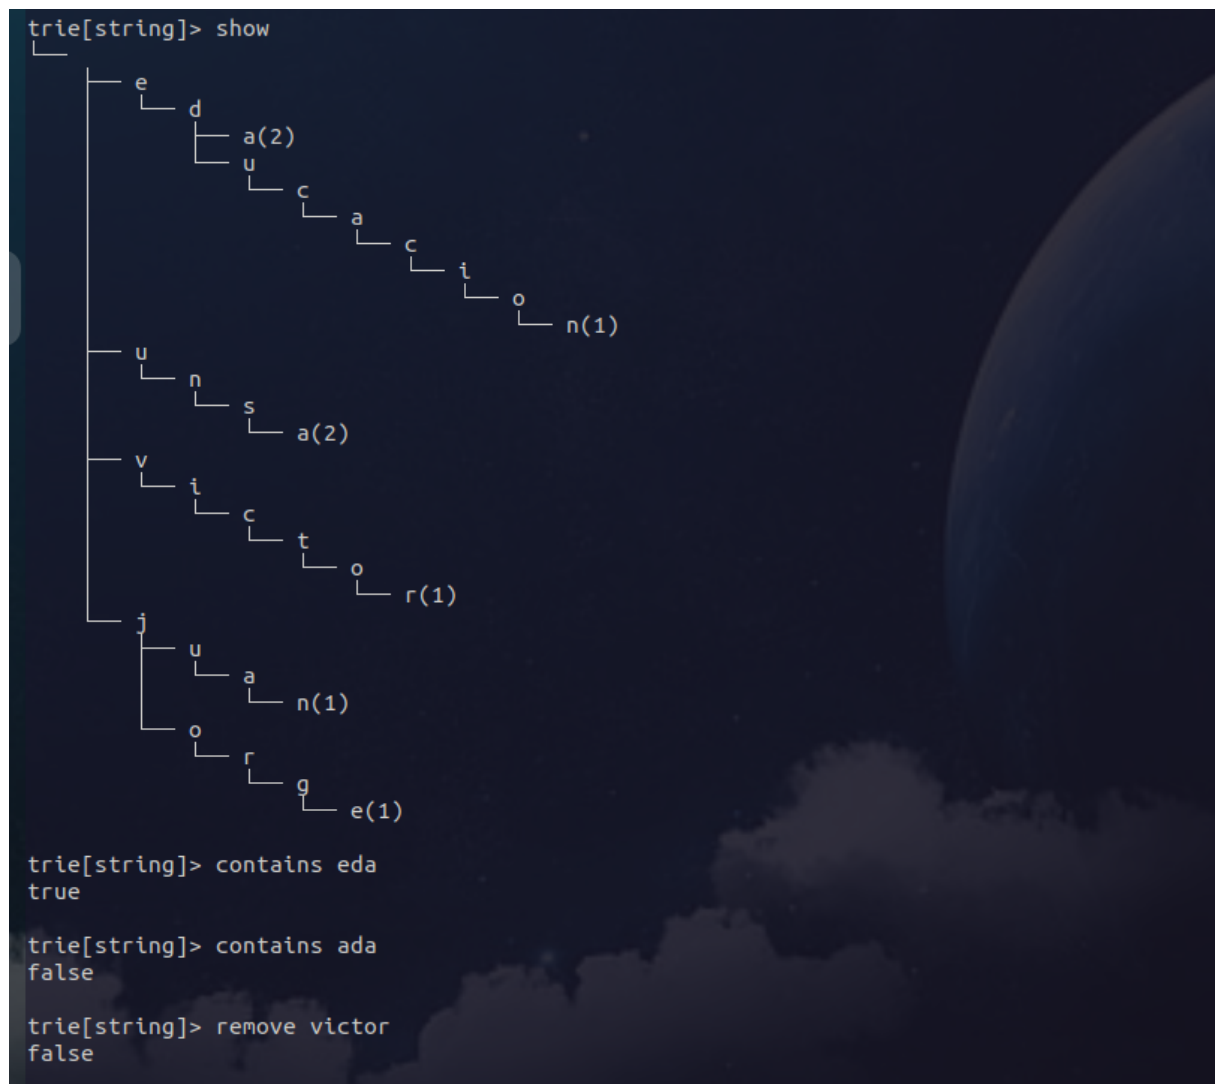 trie[string]> show
└──
├── e
└── d
├── a(2)
└── u
└── c
└── a
└── c
└── i
└── o
└── n(1)
├── u
└── n
└── s
└── a(2)
├── v
└── i
└── c
└── t
└── o
└── r(1)
└── j
├── u
└── a
└── n(1)
└── o
└── r
└── g
└── e(1)
trie[string]> contains eda
true
trie[string]> contains ada
false
trie[string]> remove victor
false